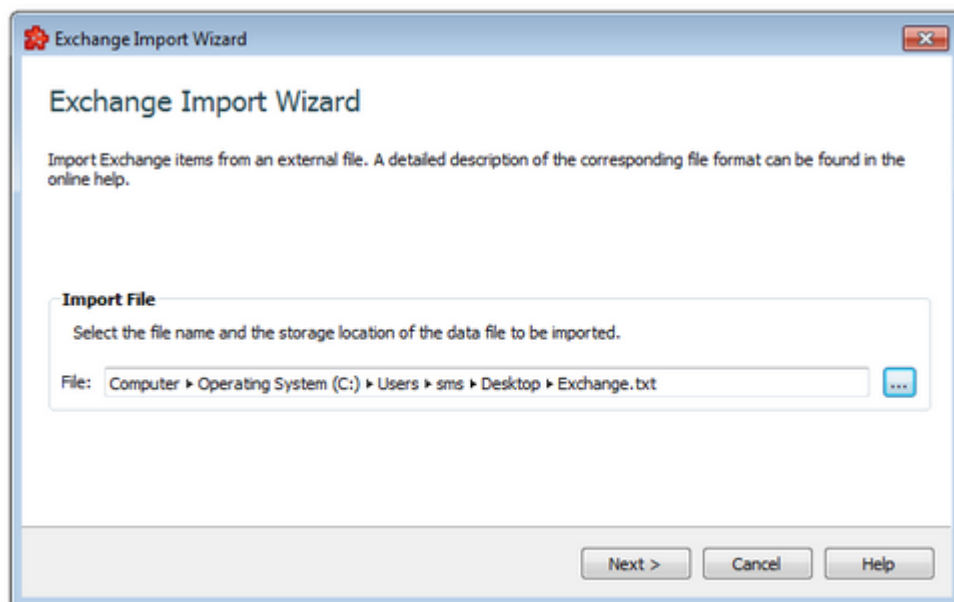 Exchange Import Wizard
Exchange Import Wizard
Import Exchange items from an external file. A detailed description of the corresponding file format can be found in the
online help.
Import File
Select the file name and the storage location of the data file to be imported.
File: Computer ▸ Operating System (C:) ▸ Users ▸ sms ▸ Desktop ▸ Exchange.txt ...
Next > Cancel Help